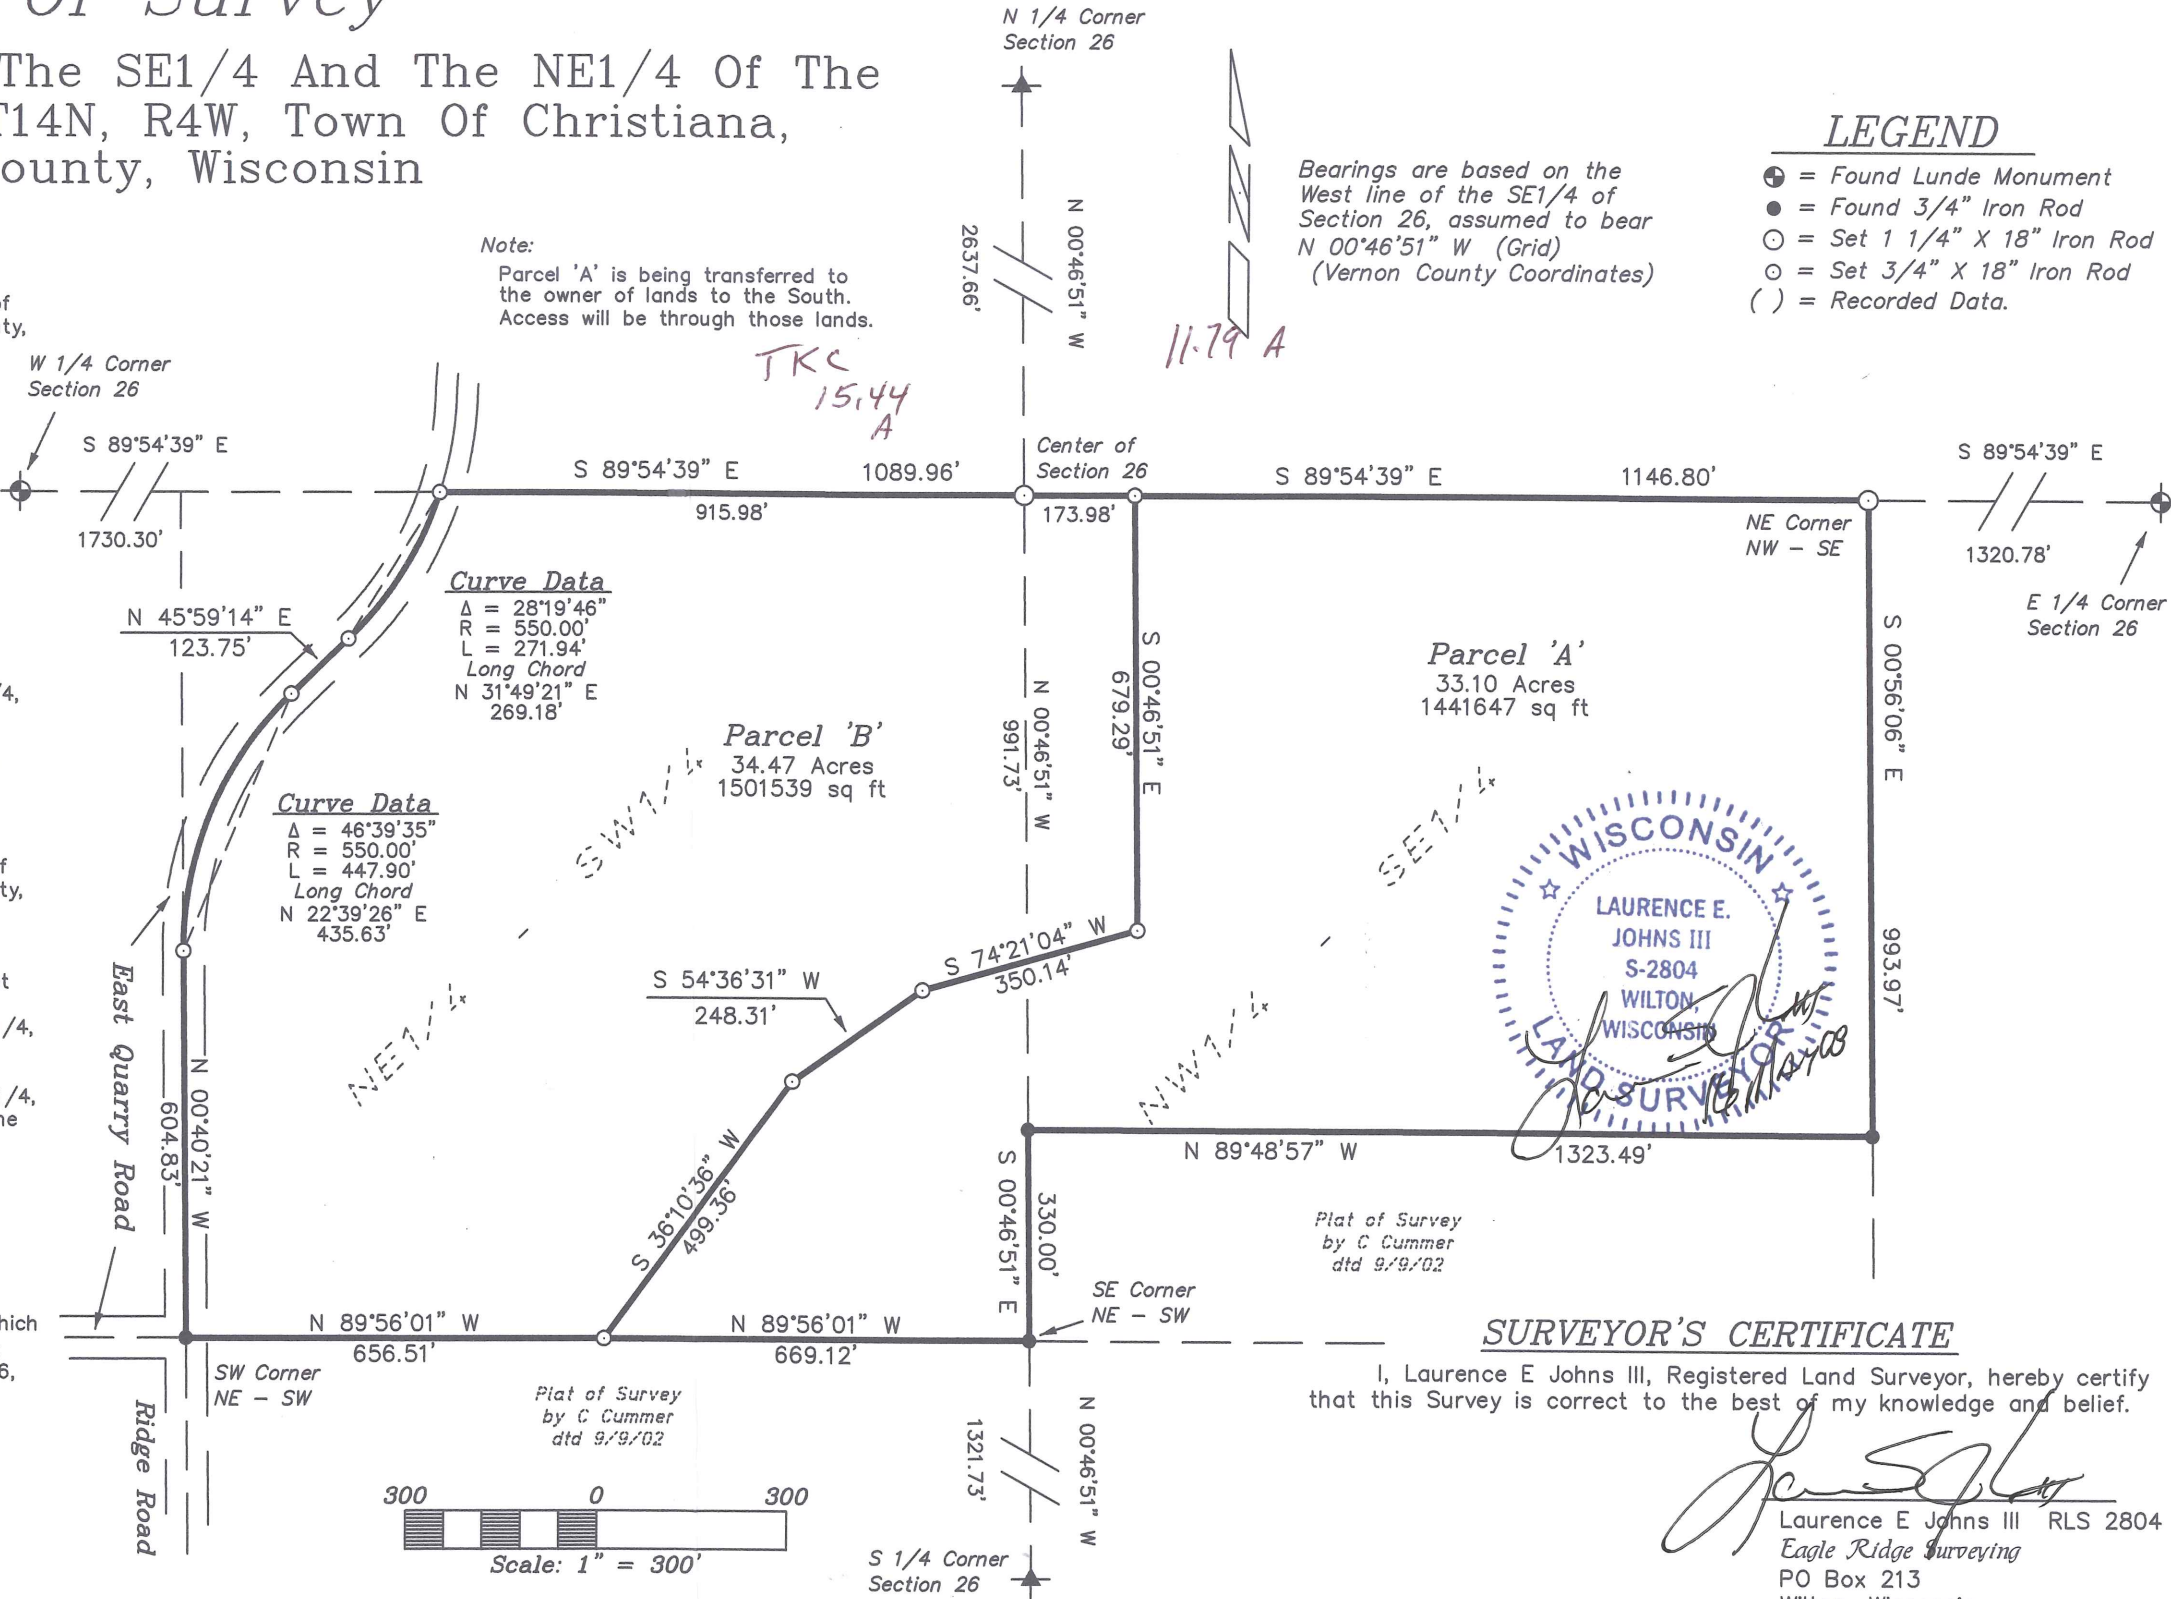 Of Survey
The SE1/4 And The NE1/4 Of The
T14N, R4W, Town Of Christiana,
ounty, Wisconsin
N 1/4 Corner
Section 26
LEGEND
= Found Lunde Monument
= Found 3/4" Iron Rod
= Set 1 1/4" X 18" Iron Rod
= Set 3/4" X 18" Iron Rod
( ) = Recorded Data.
Bearings are based on the
West line of the SE1/4 of
Section 26, assumed to bear
N 00°46'51" W (Grid)
(Vernon County Coordinates)
N
Note:
Parcel 'A' is being transferred to
the owner of lands to the South.
Access will be through those lands.
TKC
15.44
A
11.79 A
2637.66'
N 00°46'51" W
of
ty,
W 1/4 Corner
Section 26
S 89°54'39" E
1730.30'
S 89°54'39" E
1089.96'
915.98'
Center of
Section 26
173.98'
S 89°54'39" E
1146.80'
NE Corner
NW - SE
S 89°54'39" E
1320.78'
E 1/4 Corner
Section 26
N 45°59'14" E
123.75'
Curve Data
Δ = 28°19'46"
R = 550.00'
L = 271.94'
Long Chord
N 31°49'21" E
269.18'
Curve Data
Δ = 46°39'35"
R = 550.00'
L = 447.90'
Long Chord
N 22°39'26" E
435.63'
Parcel 'B'
34.47 Acres
1501539 sq ft
SW1/4
NE1/4
N 00°46'51" W
991.73'
S 00°46'51" E
679.29'
Parcel 'A'
33.10 Acres
1441647 sq ft
SE1/4
NW1/4
S 00°56'06" E
993.97'
/4,
f
ty,
t
/4,
/4,
he
hich
6,
S 74°21'04" W
350.14'
S 54°36'31" W
248.31'
S 36°10'36" W
499.36'
East Quarry Road
N 00°40'21" W
604.83'
WISCONSIN
LAURENCE E.
JOHNS III
S-2804
WILTON,
WISCONSIN
LAND SURVEYOR
N 89°48'57" W
1323.49'
S 00°46'51" E
330.00'
Plat of Survey
by C Cummer
dtd 9/9/02
SE Corner
NE - SW
N 89°56'01" W
656.51'
N 89°56'01" W
669.12'
SW Corner
NE - SW
Ridge Road
Plat of Survey
by C Cummer
dtd 9/9/02
1321.73'
N 00°46'51" W
300 0 300
Scale: 1" = 300'
S 1/4 Corner
Section 26
SURVEYOR'S CERTIFICATE
I, Laurence E Johns III, Registered Land Surveyor, hereby certify
that this Survey is correct to the best of my knowledge and belief.
Laurence E Johns III RLS 2804
Eagle Ridge Surveying
PO Box 213